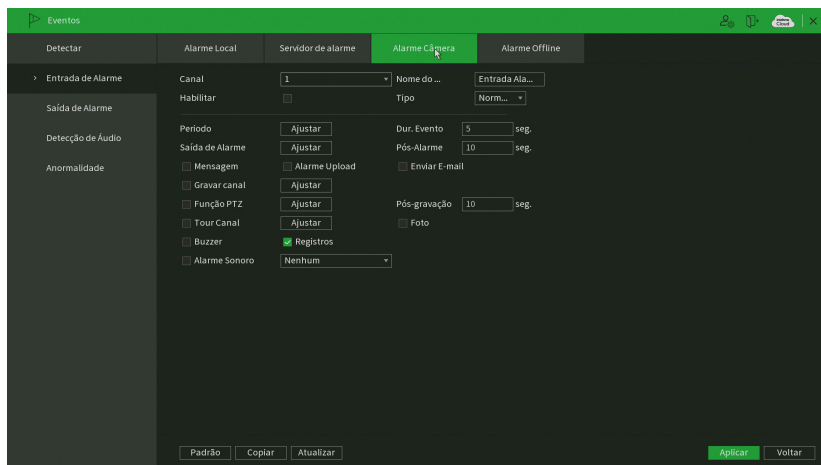 Eventos
Detectar
Alarme Local Servidor de alarme Alarme Câmera Alarme Offline
Entrada de Alarme
Saída de Alarme
Detecção de Áudio
Anormalidade
Canal 1 Nome do ... Entrada Ala...
Habilitar Tipo Norm...
Periodo Ajustar Dur. Evento 5 seg.
Saída de Alarme Ajustar Pós-Alarme 10 seg.
Mensagem Alarme Upload Enviar E-mail
Gravar canal Ajustar
Função PTZ Ajustar Pós-gravação 10 seg.
Tour Canal Ajustar Foto
Buzzer Registros
Alarme Sonoro Nenhum
Padrão Copiar Atualizar Aplicar Voltar